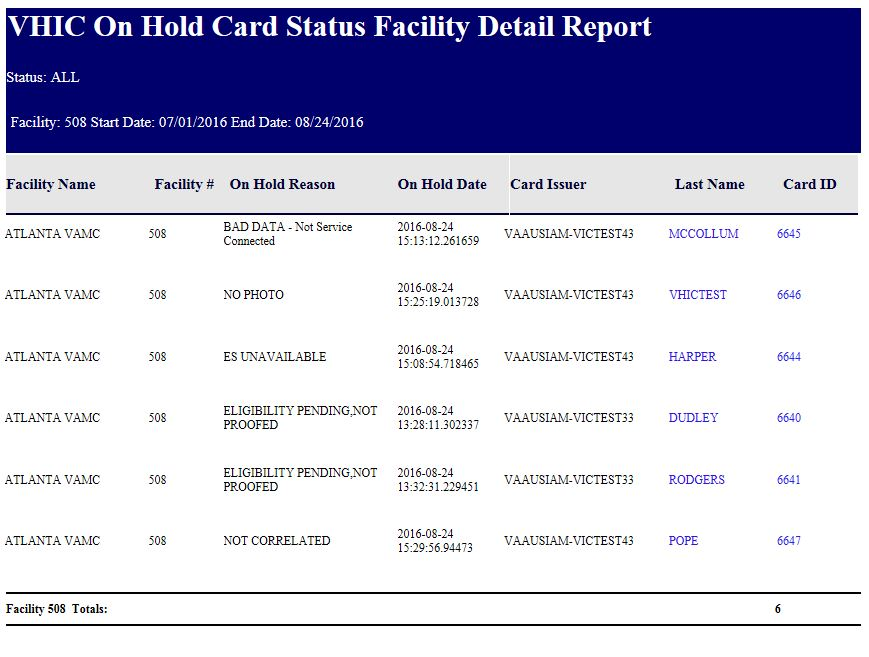 VHIC On Hold Card Status Facility Detail Report
Status: ALL
Facility: 508 Start Date: 07/01/2016 End Date: 08/24/2016
Facility Name Facility # On Hold Reason On Hold Date Card Issuer Last Name Card ID
ATLANTA VAMC 508 BAD DATA - Not Service Connected 2016-08-24 15:13:12.261659 VAAUSIAM-VICTEST43 MCCOLLUM 6645
ATLANTA VAMC 508 NO PHOTO 2016-08-24 15:25:19.013728 VAAUSIAM-VICTEST43 VHICTEST 6646
ATLANTA VAMC 508 ES UNAVAILABLE 2016-08-24 15:08:54.718465 VAAUSIAM-VICTEST43 HARPER 6644
ATLANTA VAMC 508 ELIGIBILITY PENDING,NOT PROOFED 2016-08-24 13:28:11.302337 VAAUSIAM-VICTEST33 DUDLEY 6640
ATLANTA VAMC 508 ELIGIBILITY PENDING,NOT PROOFED 2016-08-24 13:32:31.229451 VAAUSIAM-VICTEST33 RODGERS 6641
ATLANTA VAMC 508 NOT CORRELATED 2016-08-24 15:29:56.94473 VAAUSIAM-VICTEST43 POPE 6647
Facility 508 Totals: 6